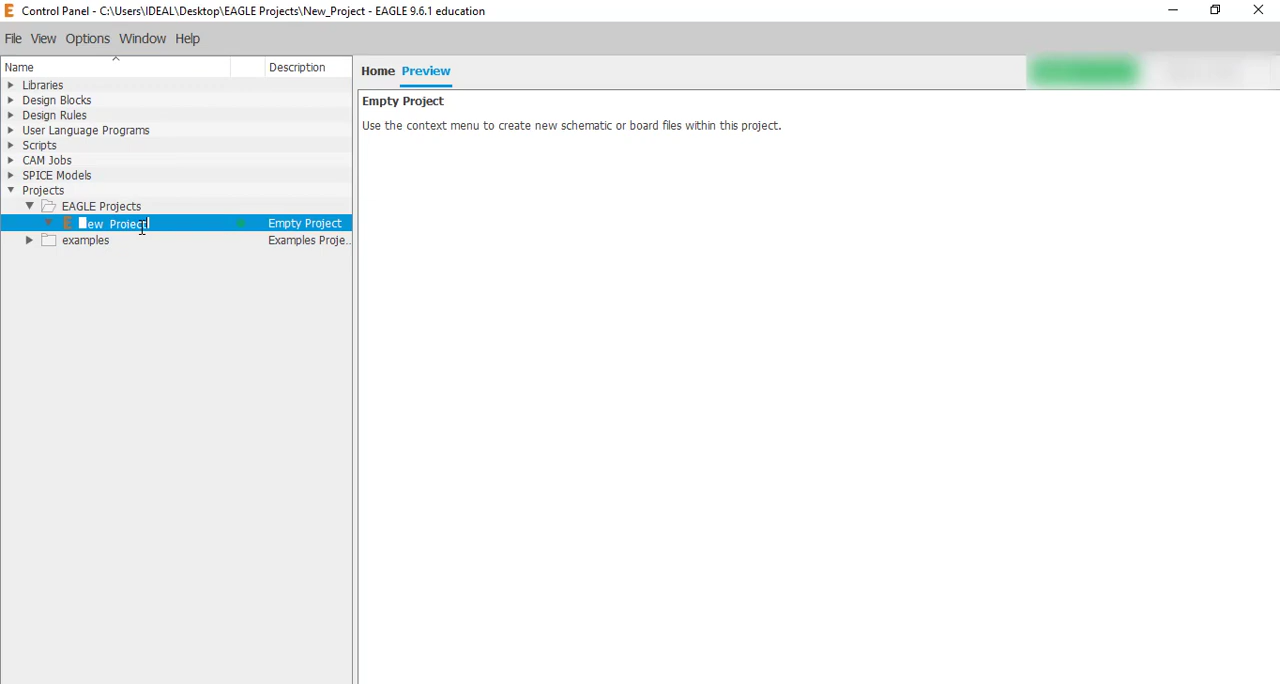 Control Panel - C:\Users\IDEAL\Desktop\EAGLE Projects\New_Project - EAGLE 9.6.1 education
File View Options Window Help
Name Description
Libraries
Design Blocks
Design Rules
User Language Programs
Scripts
CAM Jobs
SPICE Models
Projects
EAGLE Projects
ew_Project Empty Project
examples Examples Proje..
Home Preview
Empty Project
Use the context menu to create new schematic or board files within this project.